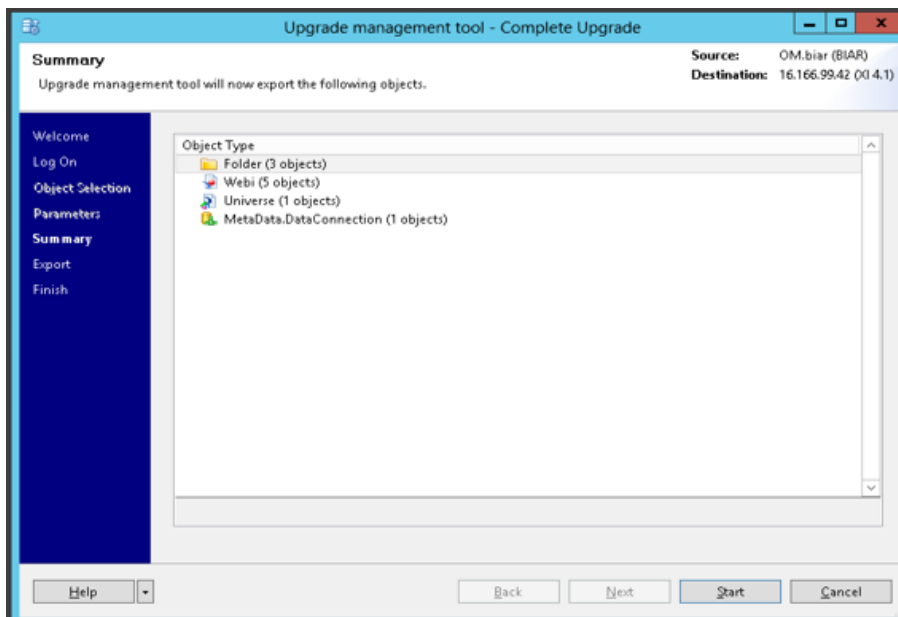 Upgrade management tool - Complete Upgrade
Summary
Upgrade management tool will now export the following objects.
Source: OM.biar (BIAR)
Destination: 16.166.99.42 (XI 4.1)
Welcome
Log On
Object Selection
Parameters
Summary
Export
Finish
Object Type
Folder (3 objects)
Webi (5 objects)
Universe (1 objects)
MetaData.DataConnection (1 objects)
Help
Back
Next
Start
Cancel